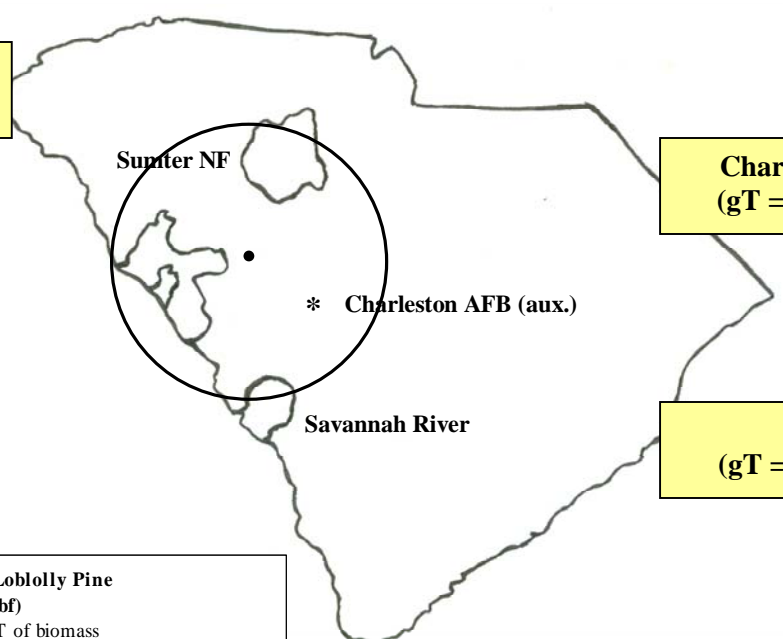 Sumter NF
Char
(gT =
* Charleston AFB (aux.)
Savannah River
(gT =
Loblolly Pine
bf)
T of biomass